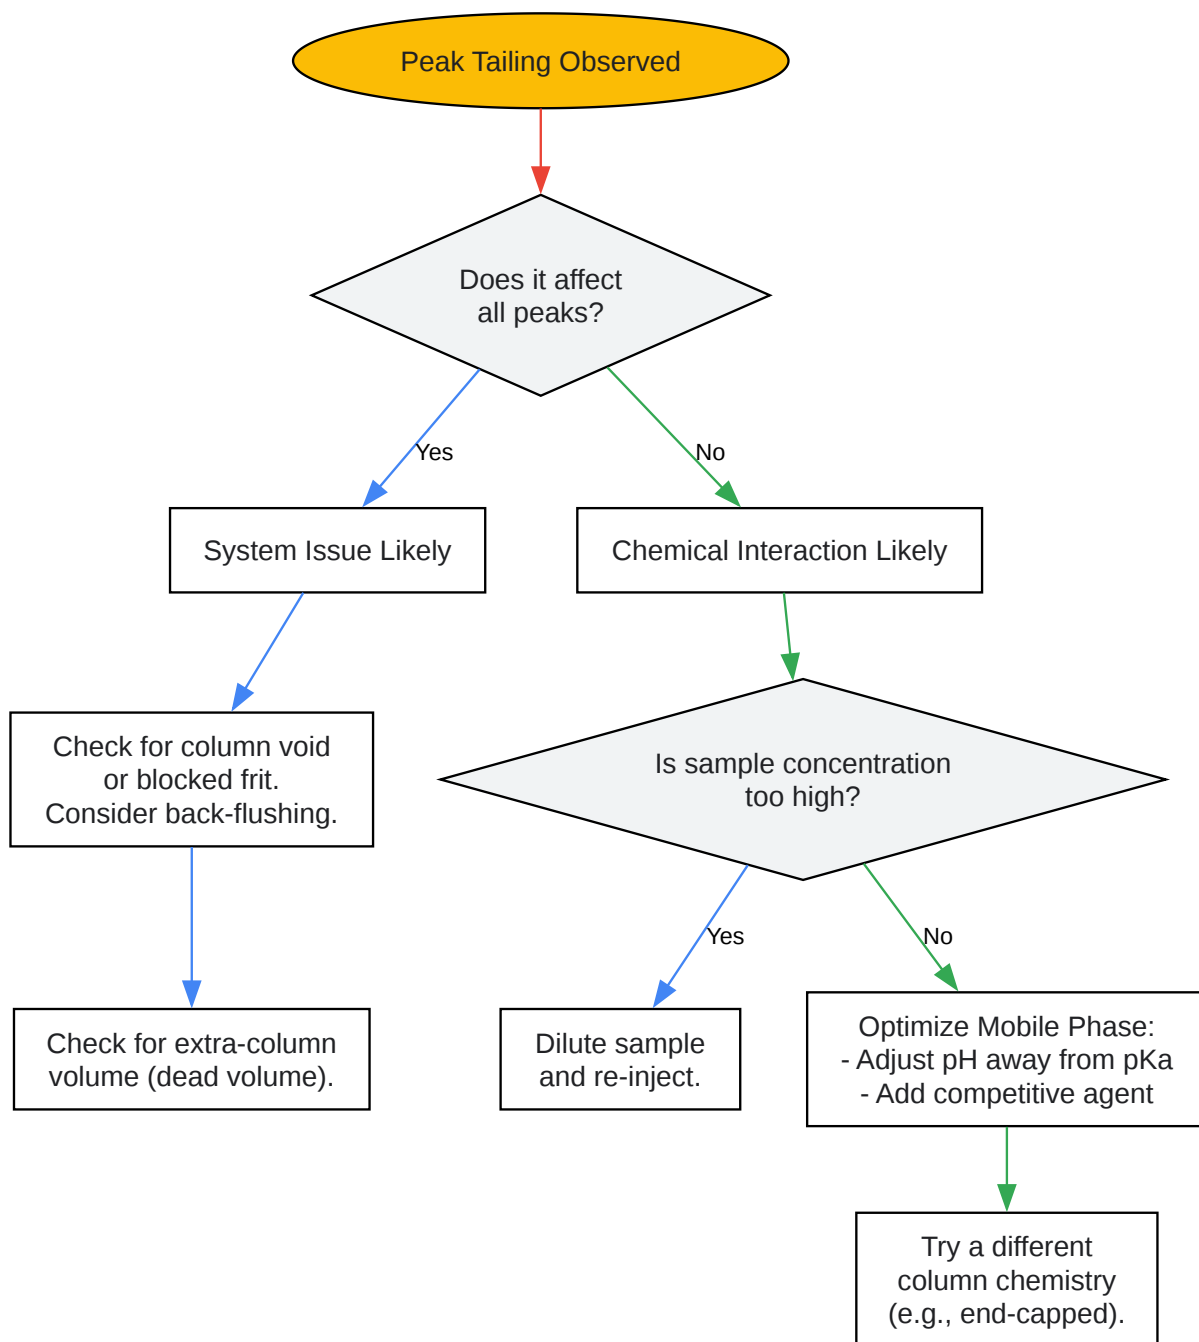 Peak Tailing Observed
Does it affect
all peaks?
Yes
No
System Issue Likely
Chemical Interaction Likely
Check for column void
or blocked frit.
Consider back-flushing.
Is sample concentration
too high?
Yes
No
Check for extra-column
volume (dead volume).
Dilute sample
and re-inject.
Optimize Mobile Phase:
- Adjust pH away from pKa
- Add competitive agent
Try a different
column chemistry
(e.g., end-capped).